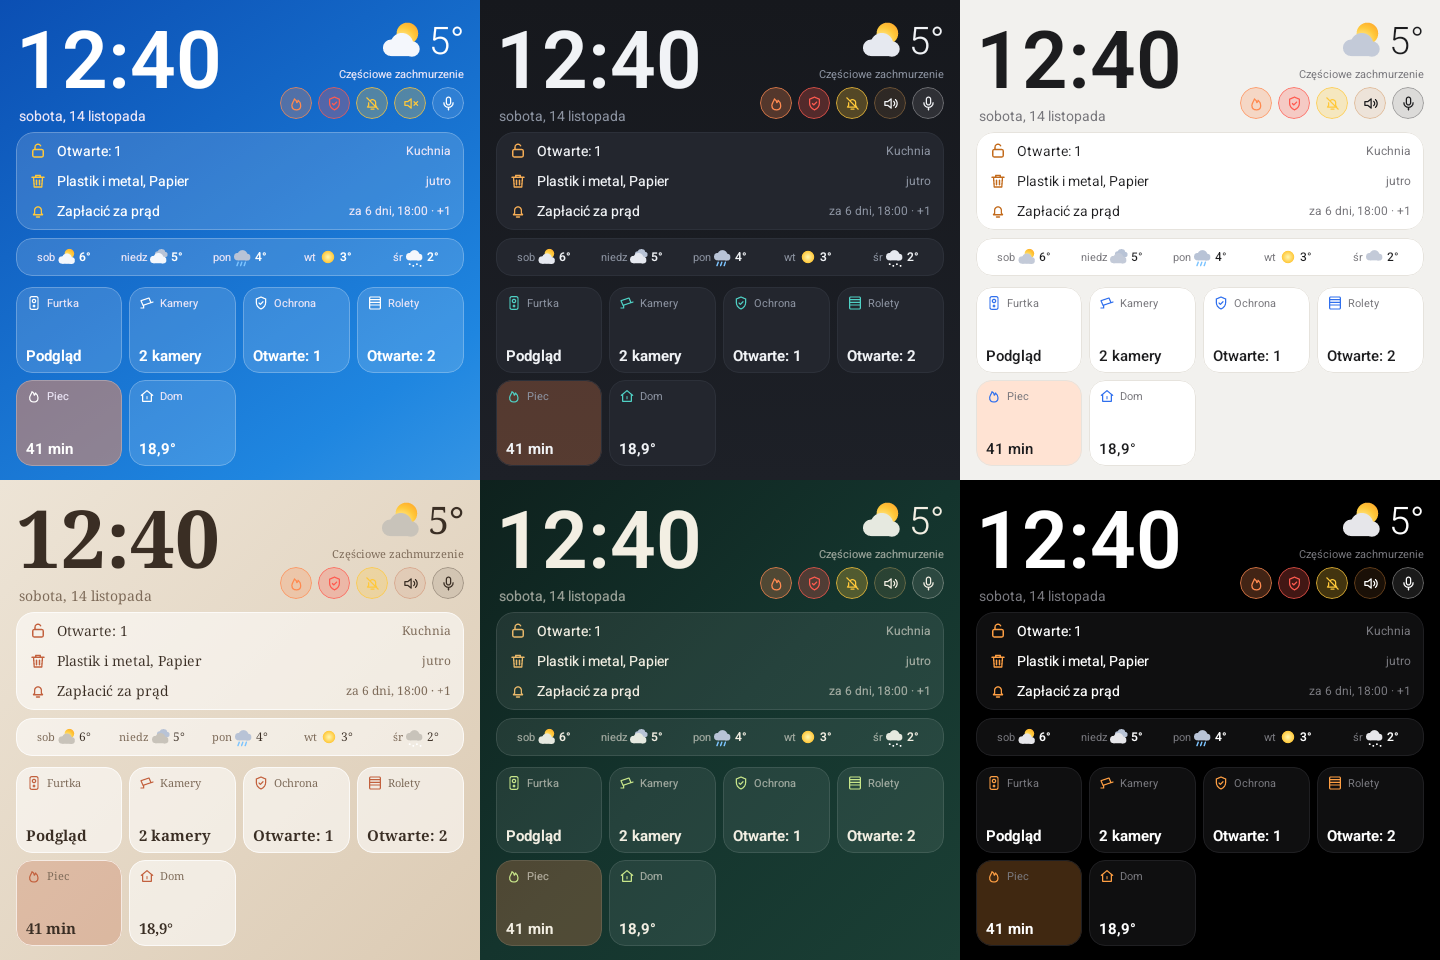 12:40
5°
Częściowe zachmurzenie
sobota, 14 listopada
Otwarte: 1 Kuchnia
Plastik i metal, Papier jutro
Zapłacić za prąd za 6 dni, 18:00 · +1
sob 6° niedz 5° pon 4° wt 3° śr 2°
Furtka Kamery Ochrona Rolety
Podgląd 2 kamery Otwarte: 1 Otwarte: 2
Piec Dom
41 min 18,9°
12:40
5°
Częściowe zachmurzenie
sobota, 14 listopada
Otwarte: 1 Kuchnia
Plastik i metal, Papier jutro
Zapłacić za prąd za 6 dni, 18:00 · +1
sob 6° niedz 5° pon 4° wt 3° śr 2°
Furtka Kamery Ochrona Rolety
Podgląd 2 kamery Otwarte: 1 Otwarte: 2
Piec Dom
41 min 18,9°
12:40
5°
Częściowe zachmurzenie
sobota, 14 listopada
Otwarte: 1 Kuchnia
Plastik i metal, Papier jutro
Zapłacić za prąd za 6 dni, 18:00 · +1
sob 6° niedz 5° pon 4° wt 3° śr 2°
Furtka Kamery Ochrona Rolety
Podgląd 2 kamery Otwarte: 1 Otwarte: 2
Piec Dom
41 min 18,9°
12:40
5°
Częściowe zachmurzenie
sobota, 14 listopada
Otwarte: 1 Kuchnia
Plastik i metal, Papier jutro
Zapłacić za prąd za 6 dni, 18:00 · +1
sob 6° niedz 5° pon 4° wt 3° śr 2°
Furtka Kamery Ochrona Rolety
Podgląd 2 kamery Otwarte: 1 Otwarte: 2
Piec Dom
41 min 18,9°
12:40
5°
Częściowe zachmurzenie
sobota, 14 listopada
Otwarte: 1 Kuchnia
Plastik i metal, Papier jutro
Zapłacić za prąd za 6 dni, 18:00 · +1
sob 6° niedz 5° pon 4° wt 3° śr 2°
Furtka Kamery Ochrona Rolety
Podgląd 2 kamery Otwarte: 1 Otwarte: 2
Piec Dom
41 min 18,9°
12:40
5°
Częściowe zachmurzenie
sobota, 14 listopada
Otwarte: 1 Kuchnia
Plastik i metal, Papier jutro
Zapłacić za prąd za 6 dni, 18:00 · +1
sob 6° niedz 5° pon 4° wt 3° śr 2°
Furtka Kamery Ochrona Rolety
Podgląd 2 kamery Otwarte: 1 Otwarte: 2
Piec Dom
41 min 18,9°